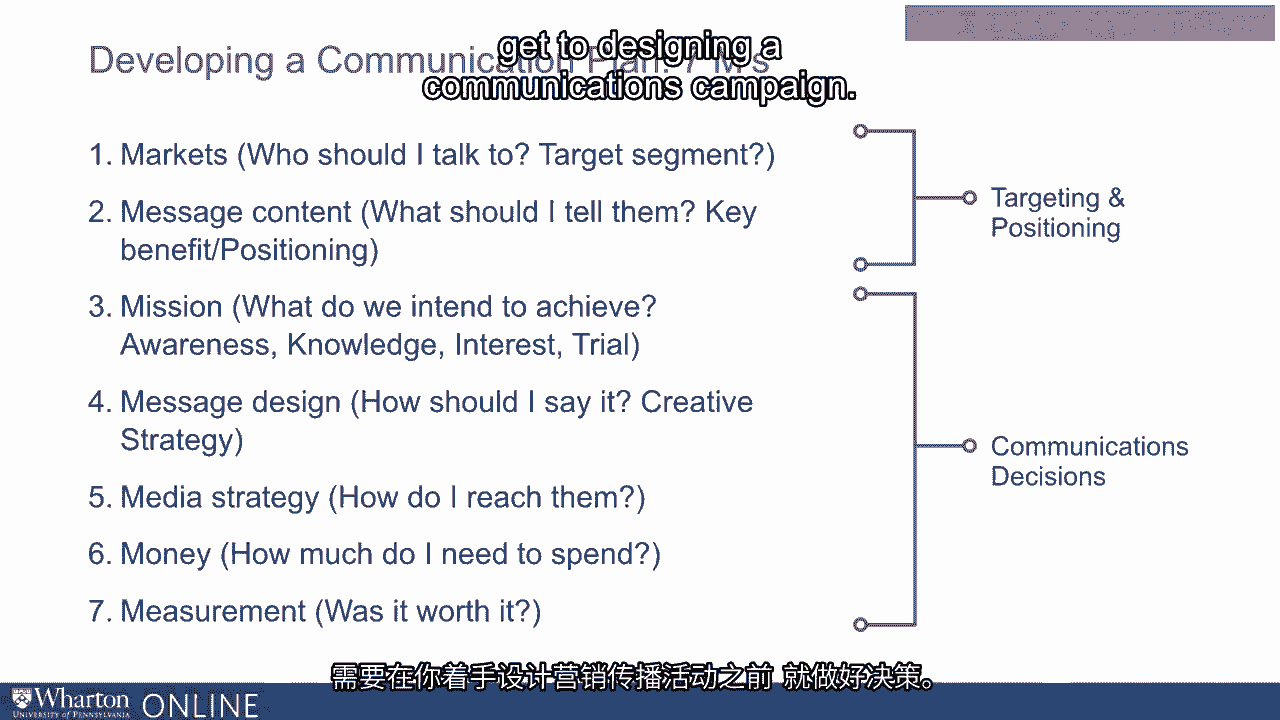 Developing a Communication Plan: 7 M's
get to designing a
communications campaign.
1. Markets (Who should I talk to? Target segment?)
2. Message content (What should I tell them? Key
benefit/Positioning)
3. Mission (What do we intend to achieve?
Awareness, Knowledge, Interest, Trial)
4. Message design (How should I say it? Creative
Strategy)
5. Media strategy (How do I reach them?)
6. Money (How much do I need to spend?)
7. Measurement (Was it worth it?)
Targeting &
Positioning
Communications
Decisions
需要在你着手设计营销传播活动之前 就做好决策。
Wharton ONLINE
UNIVERSITY of PENNSYLVANIA